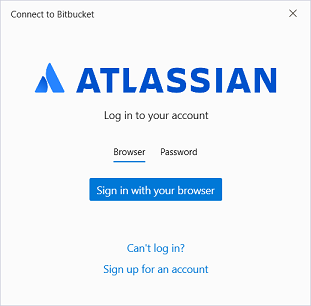 Connect to Bitbucket
ATLASSIAN
Log in to your account
Browser Password
Sign in with your browser
Can't log in?
Sign up for an account